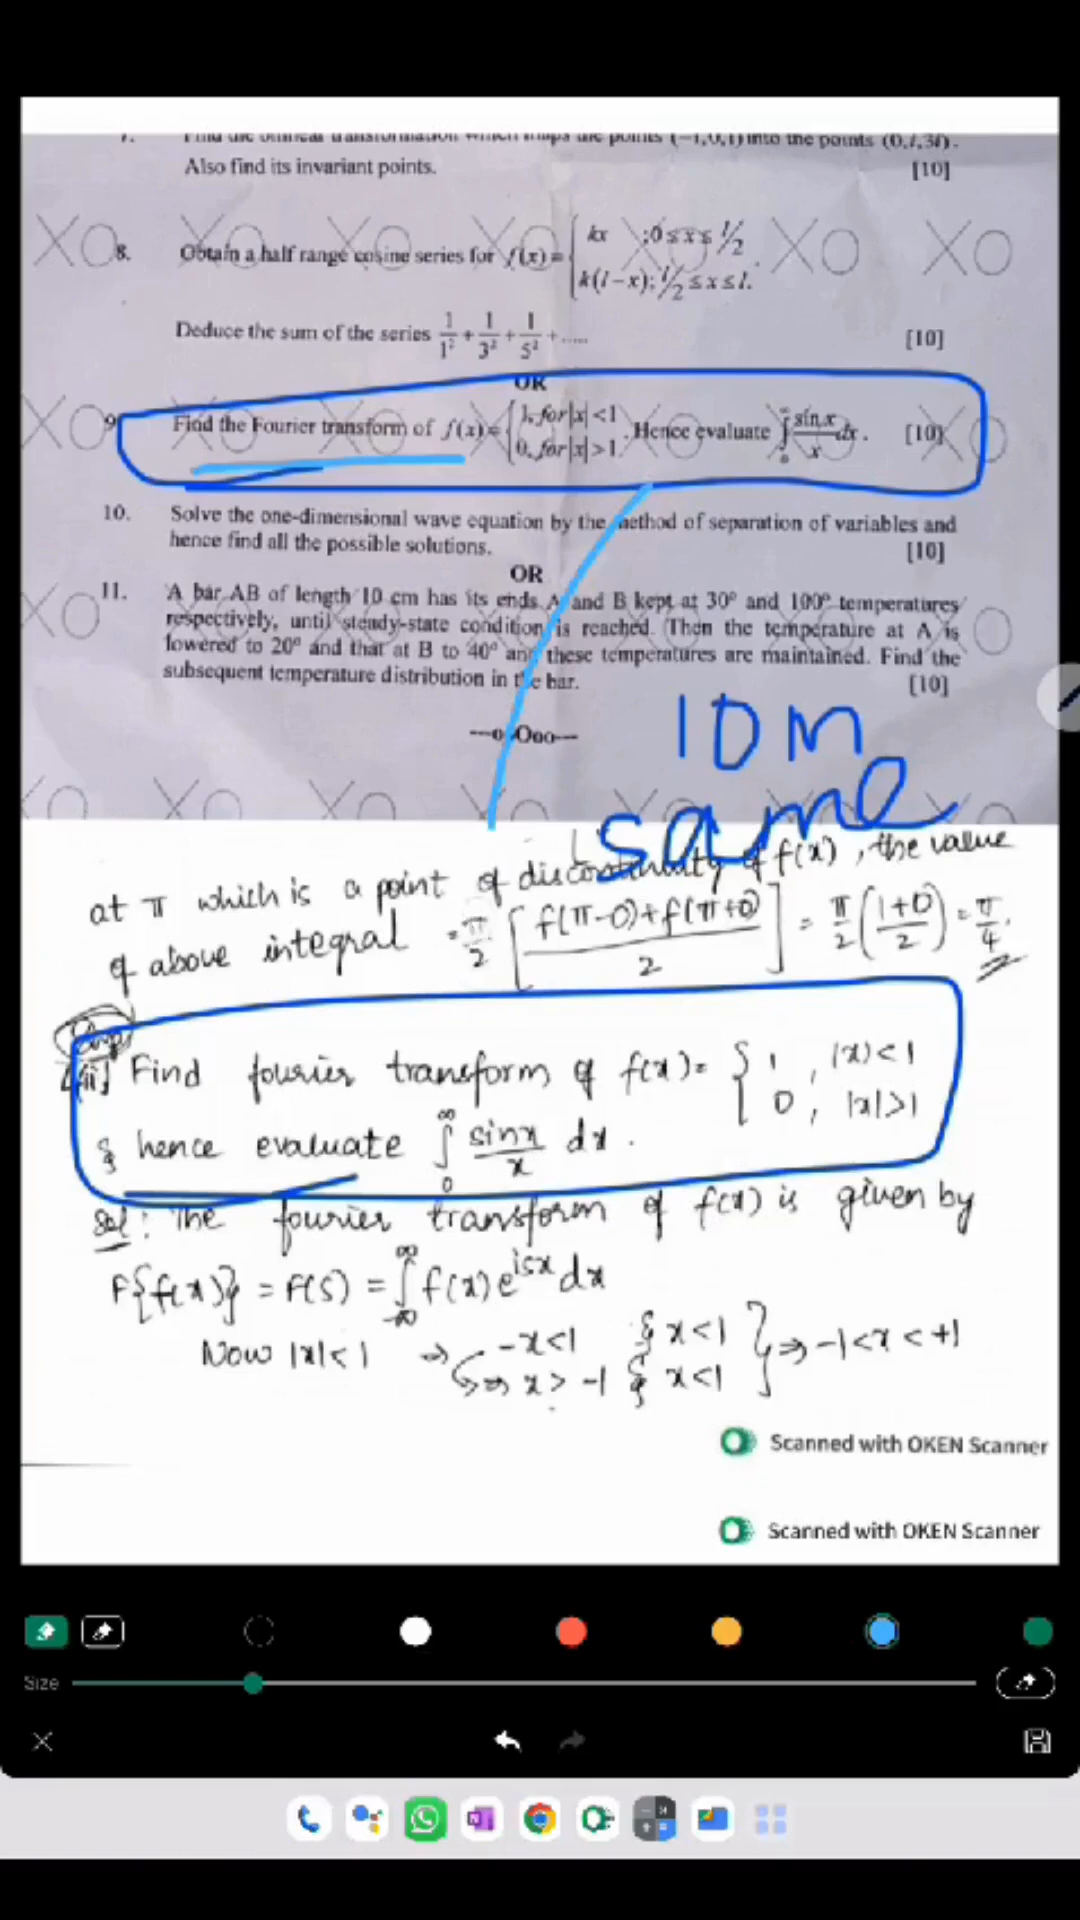 Also find its invariant points. [10]
8. Obtain a half range cosine series for f(x) = { kx ; 0 ≤ x ≤ l/2
k(l-x); l/2 ≤ x ≤ l.
Deduce the sum of the series 1/1² + 1/3² + 1/5² + ...... [10]
OR
9 Find the Fourier transform of f(x) = { 1, for |x| < 1
0, for |x| > 1 . Hence evaluate ∫₀^∞ sin x / x dx . [10]
10. Solve the one-dimensional wave equation by the method of separation of variables and
hence find all the possible solutions. [10]
OR
11. A bar AB of length 10 cm has its ends A and B kept at 30° and 100° temperatures
respectively, until steady-state condition is reached. Then the temperature at A is
lowered to 20° and that at B to 40° and these temperatures are maintained. Find the
subsequent temperature distribution in the bar. [10]
10 M
same
at π which is a point of discontinuity of f(x), the value
of above integral = π/2 [ f(π-0)+f(π+0) / 2 ] = π/2 (1+0 / 2) = π/4.
[ii] Find fourier transform of f(x) = { 1 , |x| < 1
0 , |x| > 1
& hence evaluate ∫₀^∞ sinx / x dx .
Sol : The fourier transform of f(x) is given by
F{f(x)} = F(s) = ∫_{-∞}^{∞} f(x) e^{isx} dx
Now |x| < 1 ⇒ -x < 1 & x < 1 } ⇒ -1 < x < +1
⇒ x > -1 & x < 1
Scanned with OKEN Scanner
Scanned with OKEN Scanner
Size